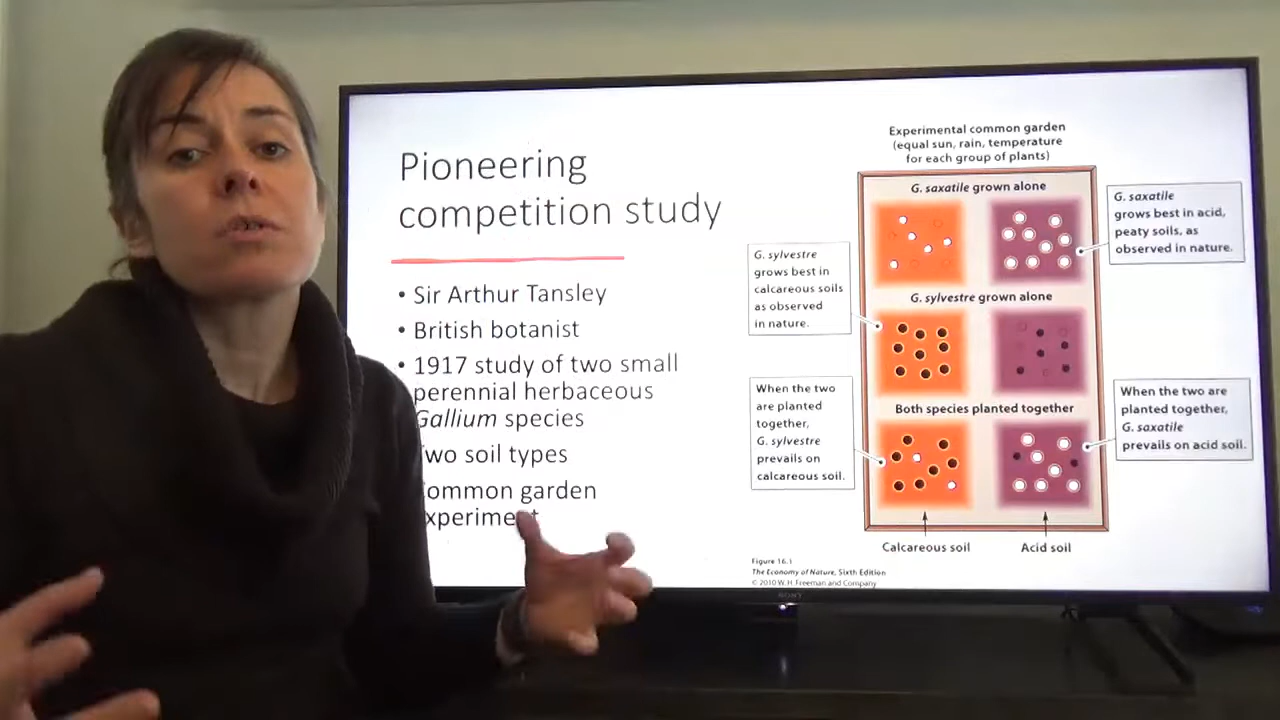 Pioneering
competition study
• Sir Arthur Tansley
• British botanist
• 1917 study of two small
perennial herbaceous
Gallium species
wo soil types
ommon garden
xperiment
Experimental common garden
(equal sun, rain, temperature
for each group of plants)
G. saxatile grown alone
G. saxatile
grows best in acid,
peaty soils, as
observed in nature.
G. sylvestre
grows best in
calcareous soils
as observed
in nature.
G. sylvestre grown alone
When the two
are planted
together,
G. sylvestre
prevails on
calcareous soil.
Both species planted together
When the two are
planted together,
G. saxatile
prevails on acid soil.
Calcareous soil
Acid soil
Figure 16.1
The Economy of Nature, Sixth Edition
© 2010 W.H. Freeman and Company
SONY